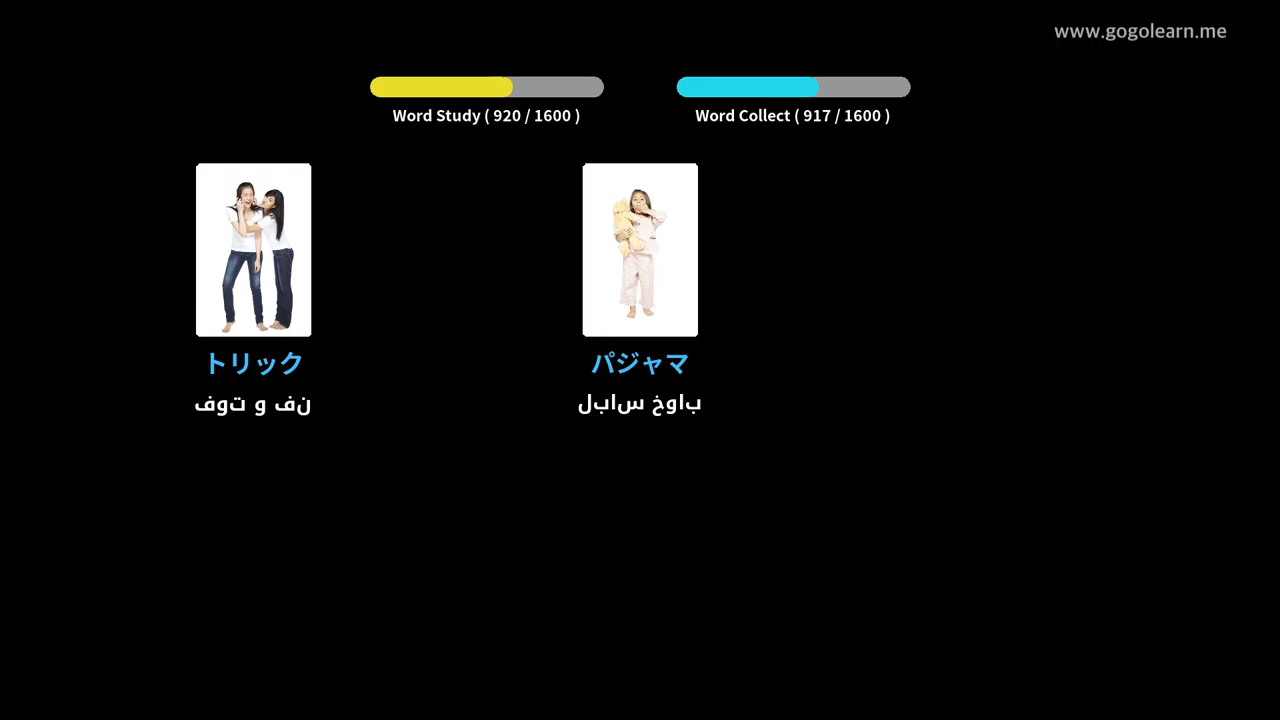 www.gogolearn.me
Word Study ( 920 / 1600 )
Word Collect ( 917 / 1600 )
トリック
نف و توف
パジャマ
باوخ سابل